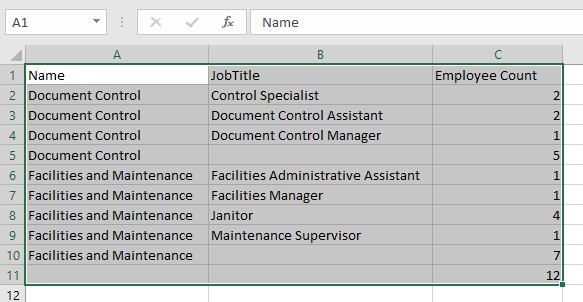 A1 fx Name
A B C
1 Name JobTitle Employee Count
2 Document Control Control Specialist 2
3 Document Control Document Control Assistant 2
4 Document Control Document Control Manager 1
5 Document Control 5
6 Facilities and Maintenance Facilities Administrative Assistant 1
7 Facilities and Maintenance Facilities Manager 1
8 Facilities and Maintenance Janitor 4
9 Facilities and Maintenance Maintenance Supervisor 1
10 Facilities and Maintenance 7
11 12
12